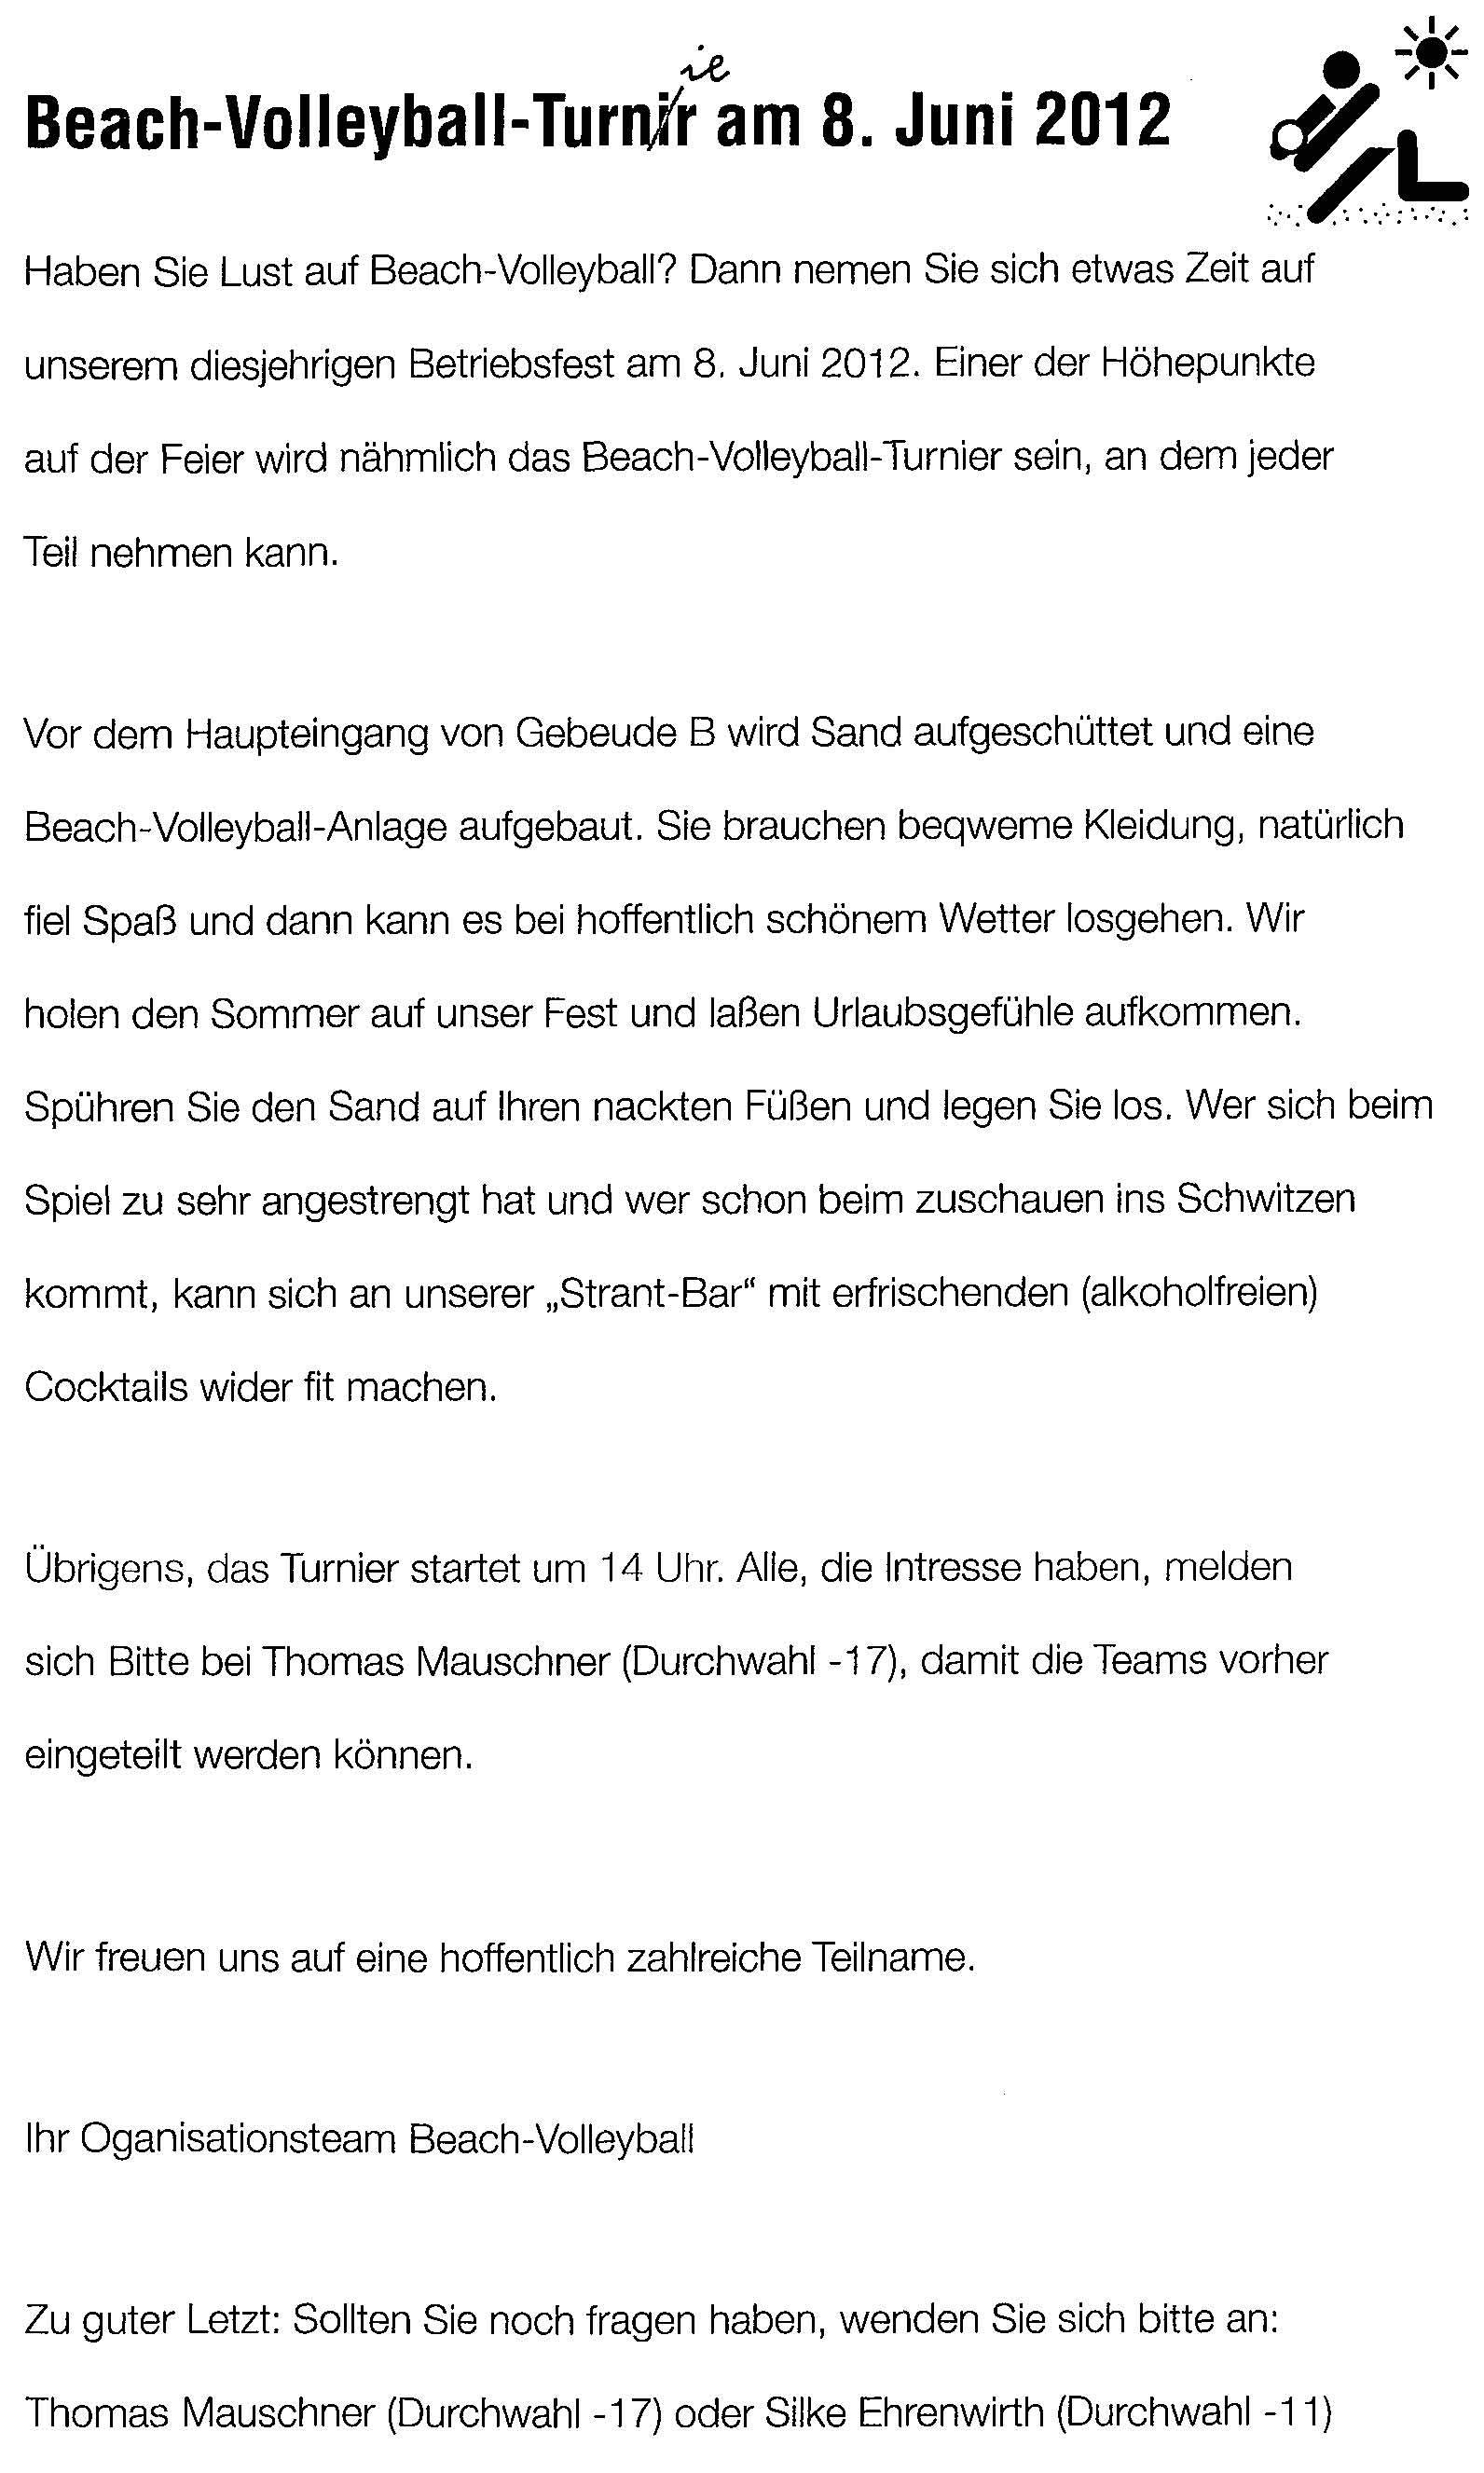 ie
Beach-Volleyball-Turnir am 8. Juni 2012
Haben Sie Lust auf Beach-Volleyball? Dann nemen Sie sich etwas Zeit auf
unserem diesjehrigen Betriebsfest am 8. Juni 2012. Einer der Höhepunkte
auf der Feier wird nähmlich das Beach-Volleyball-Turnier sein, an dem jeder
Teil nehmen kann.
Vor dem Haupteingang von Gebeude B wird Sand aufgeschüttet und eine
Beach-Volleyball-Anlage aufgebaut. Sie brauchen beqweme Kleidung, natürlich
fiel Spaß und dann kann es bei hoffentlich schönem Wetter losgehen. Wir
holen den Sommer auf unser Fest und laßen Urlaubsgefühle aufkommen.
Spühren Sie den Sand auf Ihren nackten Füßen und legen Sie los. Wer sich beim
Spiel zu sehr angestrengt hat und wer schon beim zuschauen ins Schwitzen
kommt, kann sich an unserer „Strant-Bar“ mit erfrischenden (alkoholfreien)
Cocktails wider fit machen.
Übrigens, das Turnier startet um 14 Uhr. Alle, die Intresse haben, melden
sich Bitte bei Thomas Mauschner (Durchwahl -17), damit die Teams vorher
eingeteilt werden können.
Wir freuen uns auf eine hoffentlich zahlreiche Teilname.
Ihr Oganisationsteam Beach-Volleyball
Zu guter Letzt: Sollten Sie noch fragen haben, wenden Sie sich bitte an:
Thomas Mauschner (Durchwahl -17) oder Silke Ehrenwirth (Durchwahl -11)